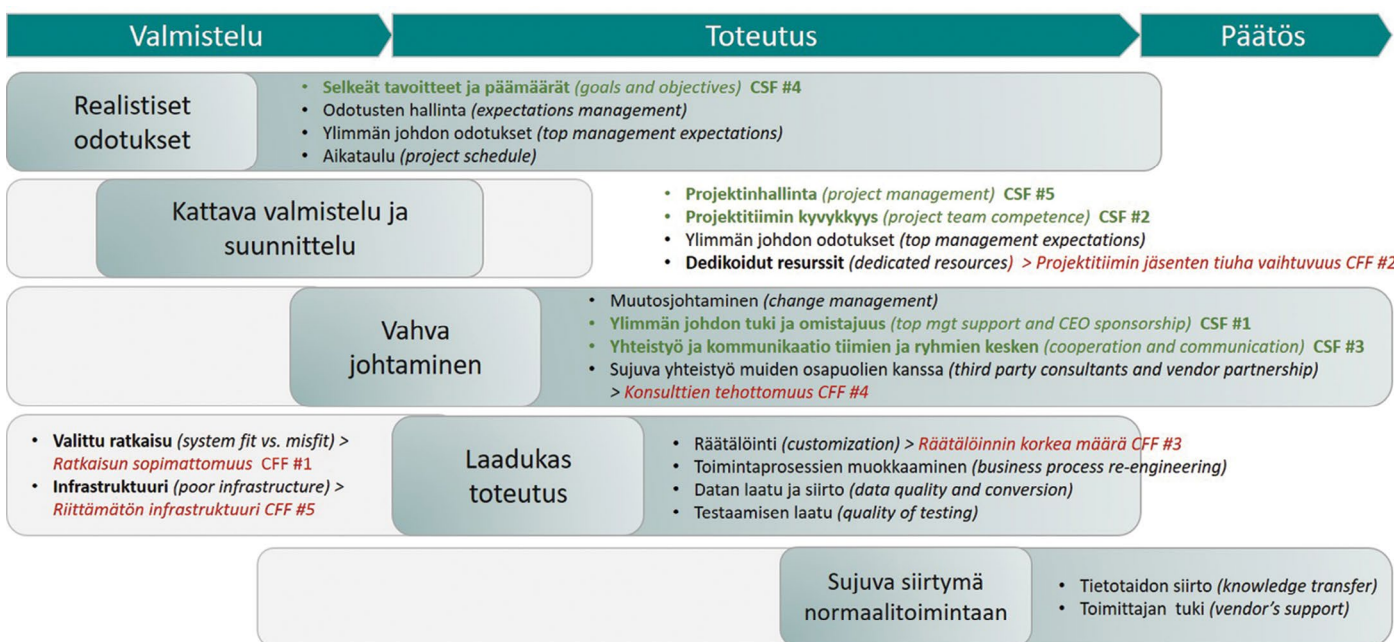 Valmistelu
Toteutus
Päätös
Realistiset
odotukset
• Selkeät tavoitteet ja päämäärät (goals and objectives) CSF #4
• Odotusten hallinta (expectations management)
• Ylimmän johdon odotukset (top management expectations)
• Aikataulu (project schedule)
Kattava valmistelu ja
suunnittelu
• Projektinhallinta (project management) CSF #5
• Projektitiimin kyvykkyys (project team competence) CSF #2
• Ylimmän johdon odotukset (top management expectations)
• Dedikoidut resurssit (dedicated resources) > Projektitiimin jäsenten tiuha vaihtuvuus CFF #2
Vahva
johtaminen
• Muutosjohtaminen (change management)
• Ylimmän johdon tuki ja omistajuus (top mgt support and CEO sponsorship) CSF #1
• Yhteistyö ja kommunikaatio tiimien ja ryhmien kesken (cooperation and communication) CSF #3
• Sujuva yhteistyö muiden osapuolien kanssa (third party consultants and vendor partnership)
> Konsulttien tehottomuus CFF #4
• Valittu ratkaisu (system fit vs. misfit) >
Ratkaisun sopimattomuus CFF #1
• Infrastruktuuri (poor infrastructure) >
Riittämätön infrastruktuuri CFF #5
Laadukas
toteutus
• Räätälöinti (customization) > Räätälöinnin korkea määrä CFF #3
• Toimintaprosessien muokkaaminen (business process re-engineering)
• Datan laatu ja siirto (data quality and conversion)
• Testaamisen laatu (quality of testing)
Sujuva siirtymä
normaalitoimintaan
• Tietotaidon siirto (knowledge transfer)
• Toimittajan tuki (vendor's support)